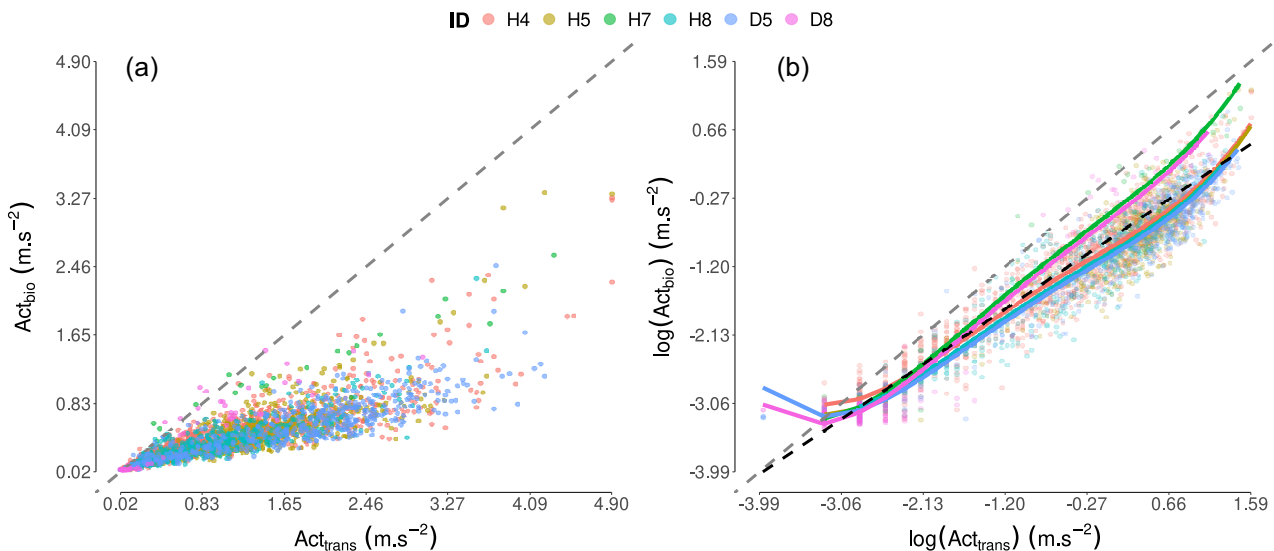 ID H4 H5 H7 H8 D5 D8
(a)
4.90
4.09
3.27
2.46
1.65
0.83
0.02
Act_bio (m.s⁻²)
0.02 0.83 1.65 2.46 3.27 4.09 4.90
Act_trans (m.s⁻²)
(b)
1.59
0.66
-0.27
-1.20
-2.13
-3.06
-3.99
log(Act_bio) (m.s⁻²)
-3.99 -3.06 -2.13 -1.20 -0.27 0.66 1.59
log(Act_trans) (m.s⁻²)